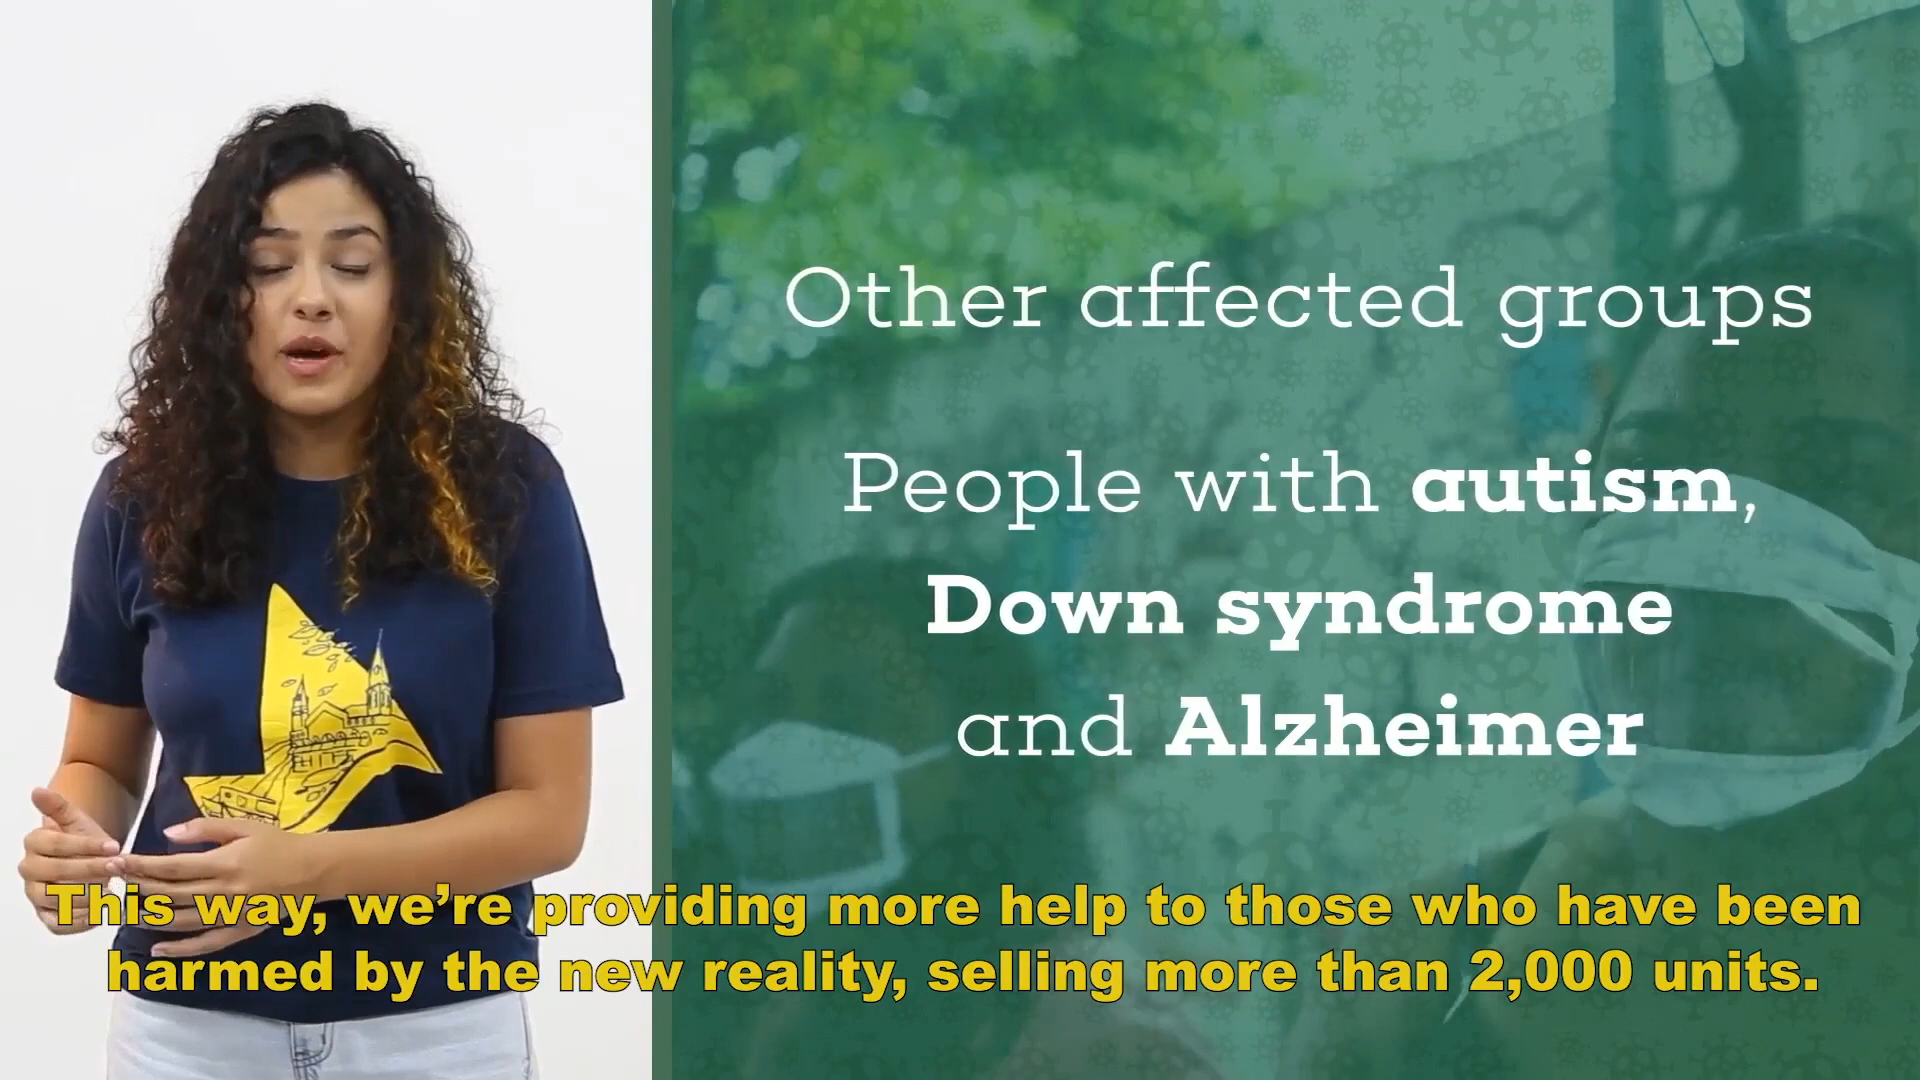 Other affected groups
People with autism,
Down syndrome
and Alzheimer
This way, we’re providing more help to those who have been
harmed by the new reality, selling more than 2,000 units.